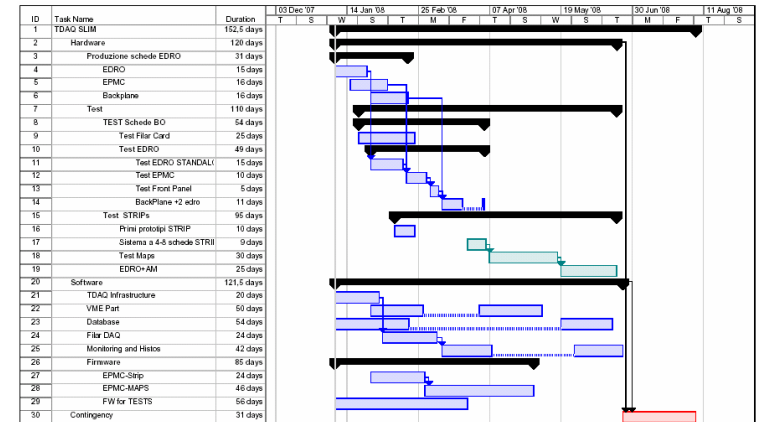 03 Dec '07 14 Jan '08 25 Feb '08 07 Apr '08 19 May '08 30 Jun '08 11 Aug '08
ID Task Name Duration T S W T M F T S W T M F T S
1 TDAQ SLIM 152,5 days
2 Hardware 120 days
3 Produzione schede EDRO 31 days
4 EDRO 15 days
5 EPMC 16 days
6 Backplane 16 days
7 Test 110 days
8 TEST Schede BO 54 days
9 Test Filar Card 25 days
10 Test EDRO 49 days
11 Test EDRO STANDALO 15 days
12 Test EPMC 10 days
13 Test Front Panel 5 days
14 BackPlane +2 edro 11 days
15 Test STRIPs 95 days
16 Primi prototipi STRIP 10 days
17 Sistema a 4-8 schede STRII 9 days
18 Test Maps 30 days
19 EDRO+AM 25 days
20 Software 121,5 days
21 TDAQ Infrastructure 20 days
22 VME Part 50 days
23 Database 54 days
24 Filar DAQ 24 days
25 Monitoring and Histos 42 days
26 Firmware 85 days
27 EPMC-Strip 24 days
28 EPMC-MAPS 46 days
29 FW for TESTS 56 days
30 Contingency 31 days